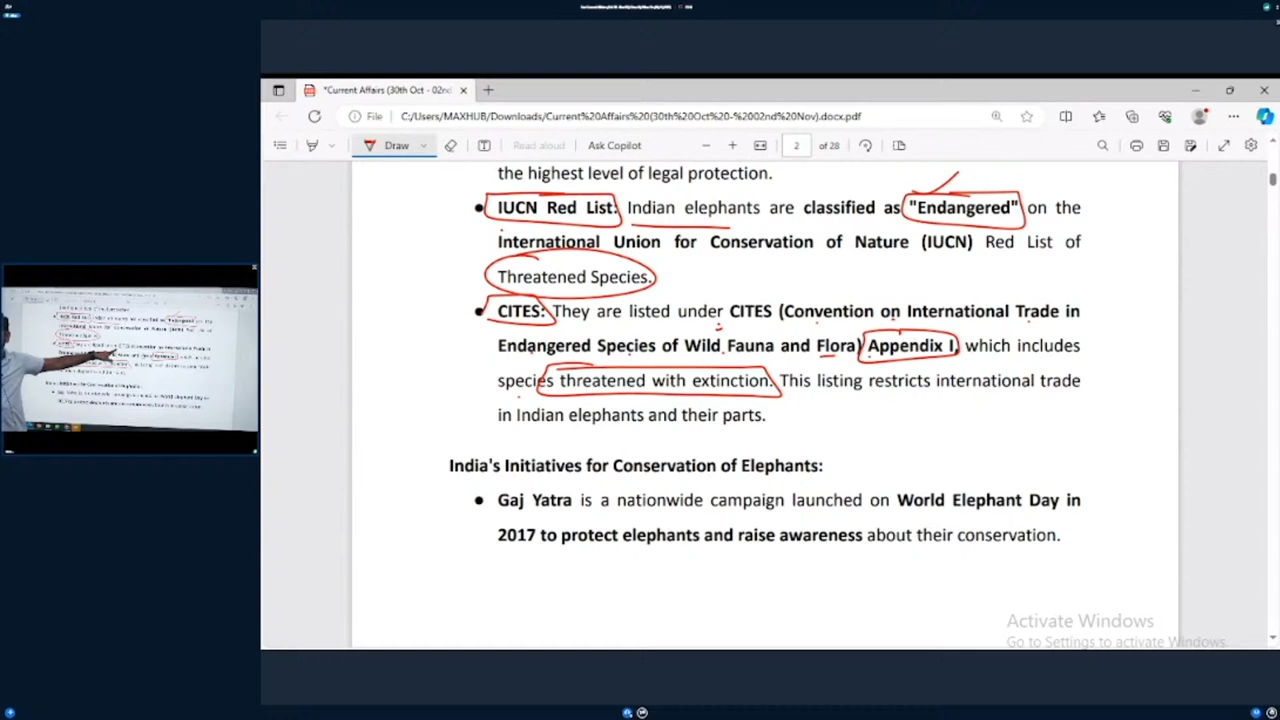 *Current Affairs (30th Oct - 02nd
File
C:/Users/MAXHUB/Downloads/Current%20Affairs%20(30th%20Oct%20-%2002nd%20Nov).docx.pdf
Draw
Read aloud
Ask Copilot
2 of 28
the highest level of legal protection.
● IUCN Red List: Indian elephants are classified as "Endangered" on the
International Union for Conservation of Nature (IUCN) Red List of
Threatened Species.
● CITES: They are listed under CITES (Convention on International Trade in
Endangered Species of Wild Fauna and Flora) Appendix I, which includes
species threatened with extinction. This listing restricts international trade
in Indian elephants and their parts.
India's Initiatives for Conservation of Elephants:
● Gaj Yatra is a nationwide campaign launched on World Elephant Day in
2017 to protect elephants and raise awareness about their conservation.
Activate Windows
Go to Settings to activate Windows.